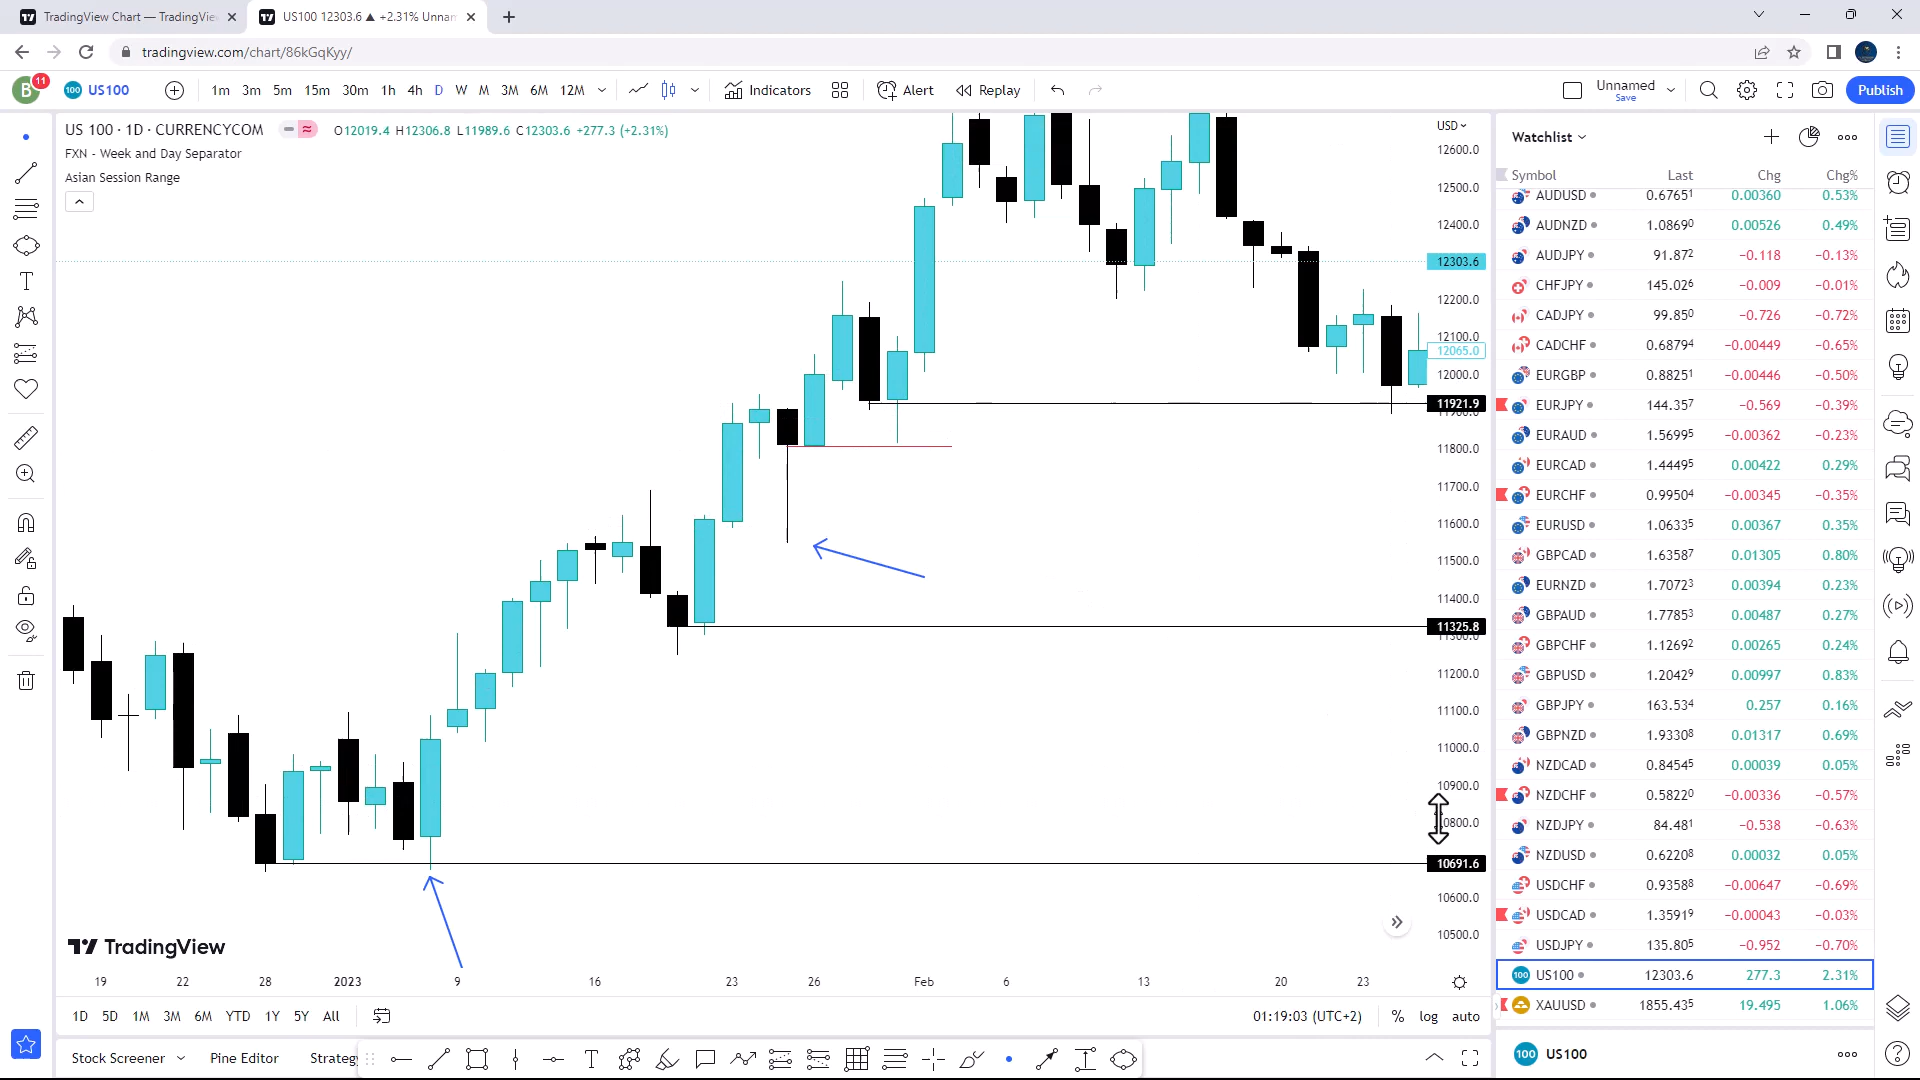 TradingView Chart — TradingVie
US100 12303.6 ▲ +2.31% Unnam
tradingview.com/chart/86kGqKyy/
B
11
100 US100
1m 3m 5m 15m 30m 1h 4h D W M 3M 6M 12M
Indicators
Alert
Replay
Unnamed
Save
Publish
US 100 · 1D · CURRENCYCOM
O12019.4 H12306.8 L11989.6 C12303.6 +277.3 (+2.31%)
FXN - Week and Day Separator
Asian Session Range
USD
12600.0
12500.0
12400.0
12303.6
12200.0
12100.0
12065.0
12000.0
11921.9
11800.0
11700.0
11600.0
11500.0
11400.0
11325.8
11200.0
11100.0
11000.0
10900.0
10800.0
10691.6
10600.0
10500.0
TradingView
19 22 28 2023 9 16 23 26 Feb 6 13 20 23
1D 5D 1M 3M 6M YTD 1Y 5Y All
01:19:03 (UTC+2)
% log auto
Stock Screener
Pine Editor
Strategy
Watchlist
Symbol Last Chg Chg%
AUDUSD 0.67651 0.00360 0.53%
AUDNZD 1.08690 0.00526 0.49%
AUDJPY 91.872 −0.118 −0.13%
CHFJPY 145.026 −0.009 −0.01%
CADJPY 99.850 −0.726 −0.72%
CADCHF 0.68794 −0.00449 −0.65%
EURGBP 0.88251 −0.00446 −0.50%
EURJPY 144.357 −0.569 −0.39%
EURAUD 1.56995 −0.00362 −0.23%
EURCAD 1.44495 0.00422 0.29%
EURCHF 0.99504 −0.00345 −0.35%
EURUSD 1.06335 0.00367 0.35%
GBPCAD 1.63587 0.01305 0.80%
EURNZD 1.70723 0.00394 0.23%
GBPAUD 1.77853 0.00487 0.27%
GBPCHF 1.12692 0.00265 0.24%
GBPUSD 1.20429 0.00997 0.83%
GBPJPY 163.534 0.257 0.16%
GBPNZD 1.93308 0.01317 0.69%
NZDCAD 0.84545 0.00039 0.05%
NZDCHF 0.58220 −0.00336 −0.57%
NZDJPY 84.481 −0.538 −0.63%
NZDUSD 0.62208 0.00032 0.05%
USDCHF 0.93588 −0.00647 −0.69%
USDCAD 1.35919 −0.00043 −0.03%
USDJPY 135.805 −0.952 −0.70%
100 US100 12303.6 277.3 2.31%
XAUUSD 1855.435 19.495 1.06%
100 US100